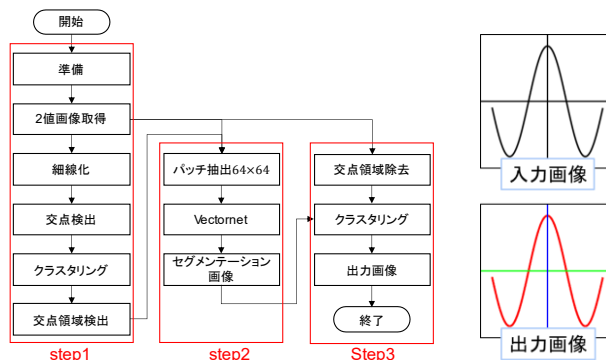 開始
準備
2値画像取得
細線化
交点検出
クラスタリング
交点領域検出
step1
パッチ抽出64×64
Vectornet
セグメンテーション
画像
step2
交点領域除去
クラスタリング
出力画像
終了
Step3
入力画像
出力画像